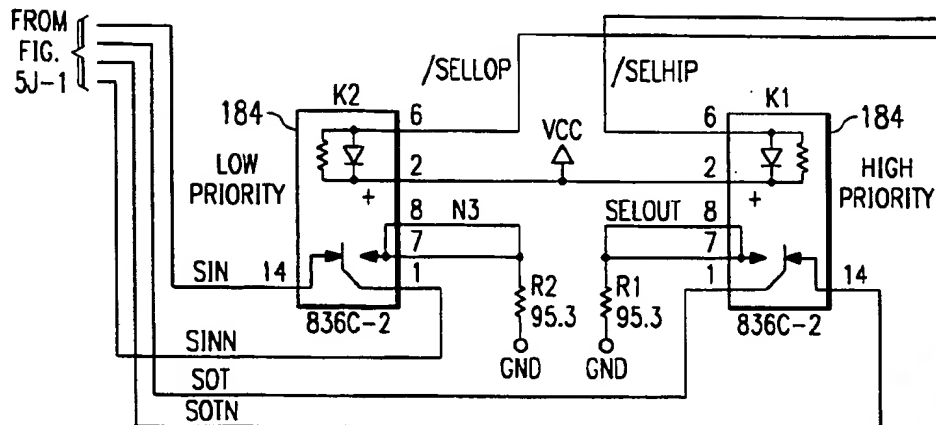 FROM
FIG.
5J-1
/SELLOP
/SELHIP
184
K2
6
VCC
6
K1
184
LOW
PRIORITY
2
2
HIGH
PRIORITY
+
+
8
N3
SELOUT
8
7
7
SIN
14
1
R2
95.3
R1
95.3
1
14
836C-2
836C-2
SINN
GND
GND
SOT
SOTN